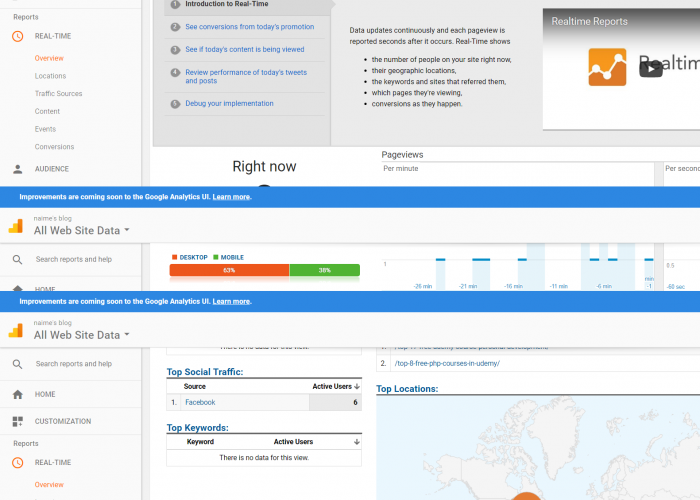 Reports
REAL-TIME
Overview
Locations
Traffic Sources
Content
Events
Conversions
AUDIENCE
1 Introduction to Real-Time
2 See conversions from today's promotion
3 See if today's content is being viewed
4 Review performance of today's tweets
and posts
5 Debug your implementation
Data updates continuously and each pageview is
reported seconds after it occurs. Real-Time shows
• the number of people on your site right now,
• their geographic locations,
• the keywords and sites that referred them,
• which pages they're viewing,
• conversions as they happen.
Realtime Reports
Realtim
Right now
Pageviews
Per minute
Per second
Improvements are coming soon to the Google Analytics UI. Learn more.
naime's blog
All Web Site Data
Search reports and help
HOME
DESKTOP MOBILE
63% 38%
1
0.5
-26 min -21 min -16 min -11 min -6 min min
-1
-60 sec
Improvements are coming soon to the Google Analytics UI. Learn more.
naime's blog
All Web Site Data
Search reports and help
HOME
CUSTOMIZATION
Reports
REAL-TIME
Overview
There is no data for this view.
Top Social Traffic:
Source Active Users
1. Facebook 6
Top Keywords:
Keyword Active Users
There is no data for this view.
2. /top-8-free-php-courses-in-udemy/
Top Locations: